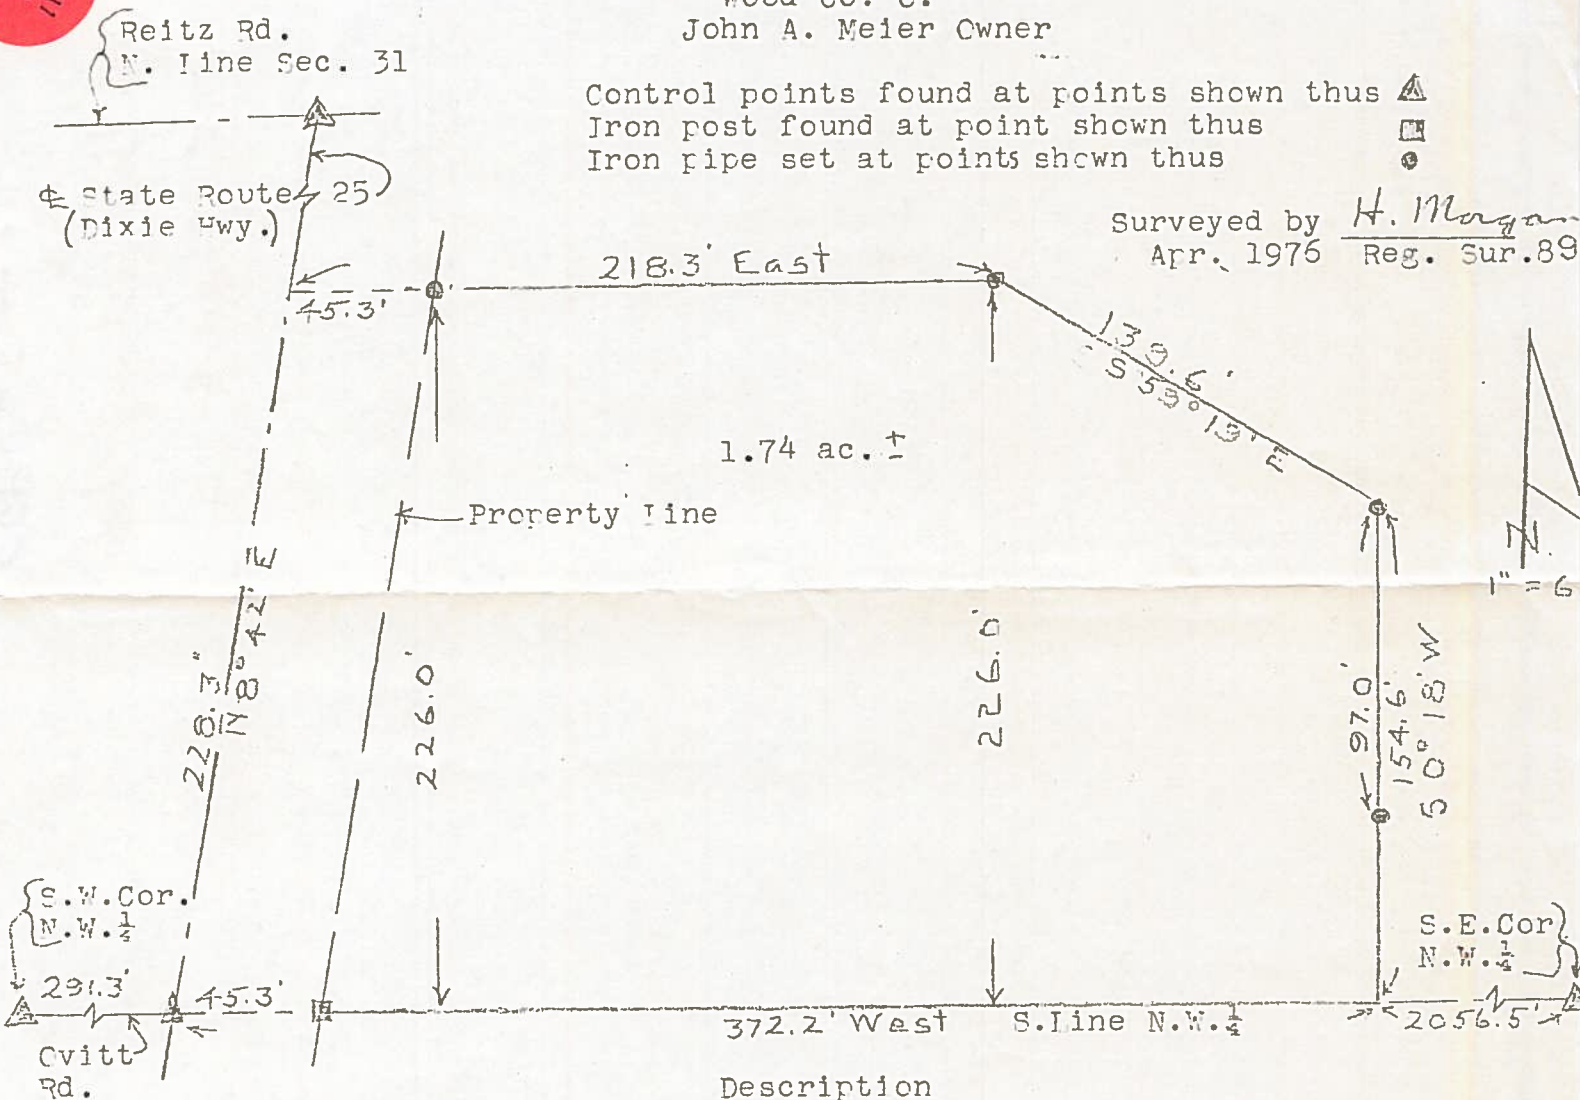 John A. Meier Owner
Reitz Rd.
N. Line Sec. 31
Control points found at points shown thus
Iron post found at point shown thus
Iron pipe set at points shown thus
℄ State Route 25
(Dixie Hwy.)
Surveyed by H. Morgan
Apr. 1976 Reg. Sur.89
218.3' East
45.3'
139.6'
S 59° 19' E
1.74 ac. ±
Property Line
N.
1" = 6
228.3'
N 8° 42' E
226.0'
226.0'
97.0'
154.6'
S 0° 18' W
S.W.Cor.
N.W.¼
S.E.Cor
N.W.¼
291.3'
45.3'
372.2' West S.Line N.W.¼
2056.5'
Ovitt
Rd.
Description